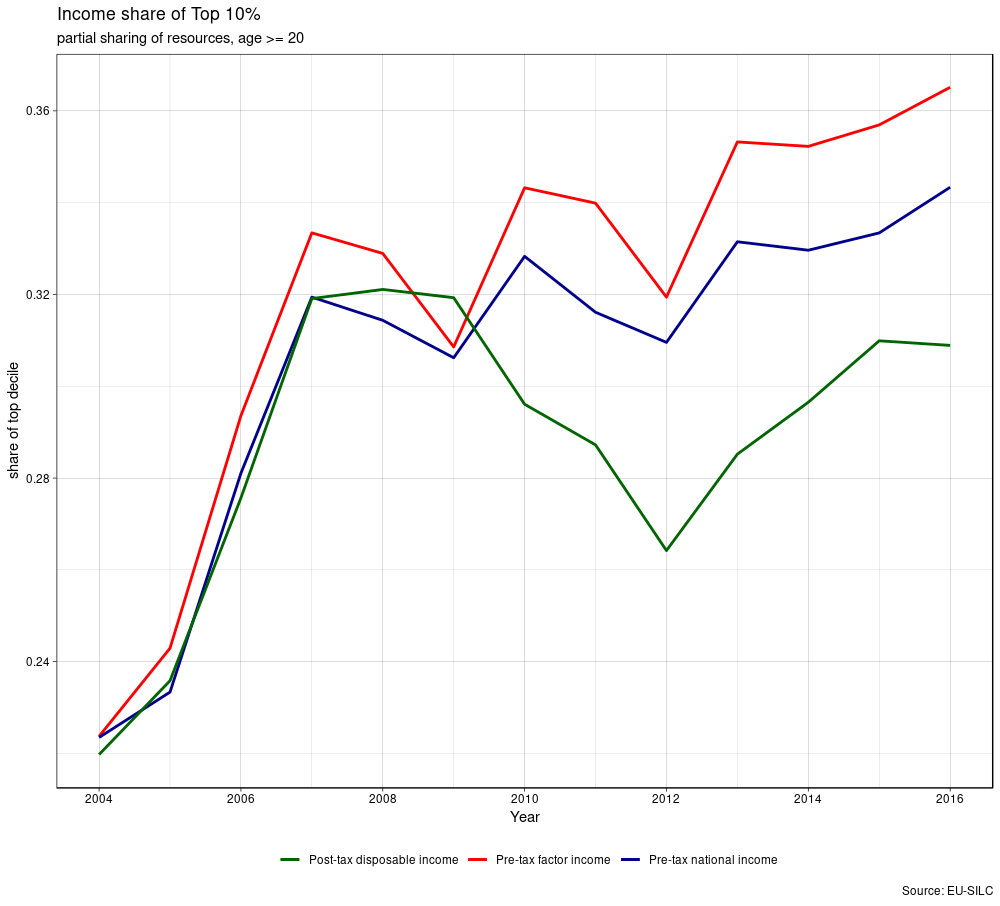 Income share of Top 10%
partial sharing of resources, age >= 20
share of top decile
0.36
0.32
0.28
0.24
2004 2006 2008 2010 2012 2014 2016
Year
Post-tax disposable income Pre-tax factor income Pre-tax national income
Source: EU-SILC